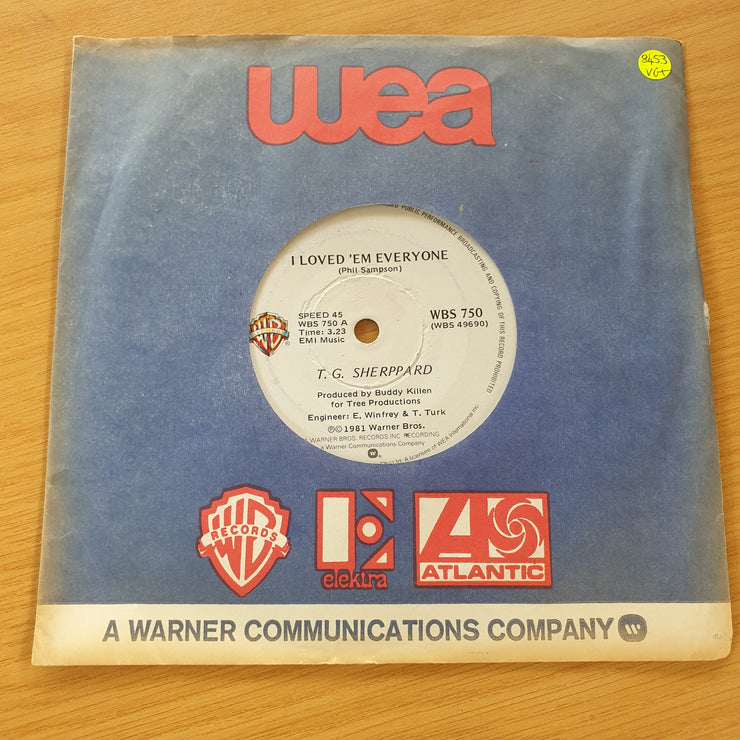 8453
VG+
wea
PUBLIC PERFORMANCE BROADCASTING AND COPYING OF THIS RECORD PROHIBITED
I LOVED 'EM EVERYONE
(Phil Sampson)
SPEED 45
WBS 750 A
Time: 3.23
EMI Music
WBS 750
(WBS 49690)
WB
T. G. SHERPPARD
Produced by Buddy Killen
for Tree Productions
Engineer: E. Winfrey & T. Turk
℗© 1981 Warner Bros.
WARNER BROS. RECORDS INC. RECORDING
a Warner Communications Company
A licensee of WEA International Inc.
WB
RECORDS
E
elektra
A
ATLANTIC
A WARNER COMMUNICATIONS COMPANY